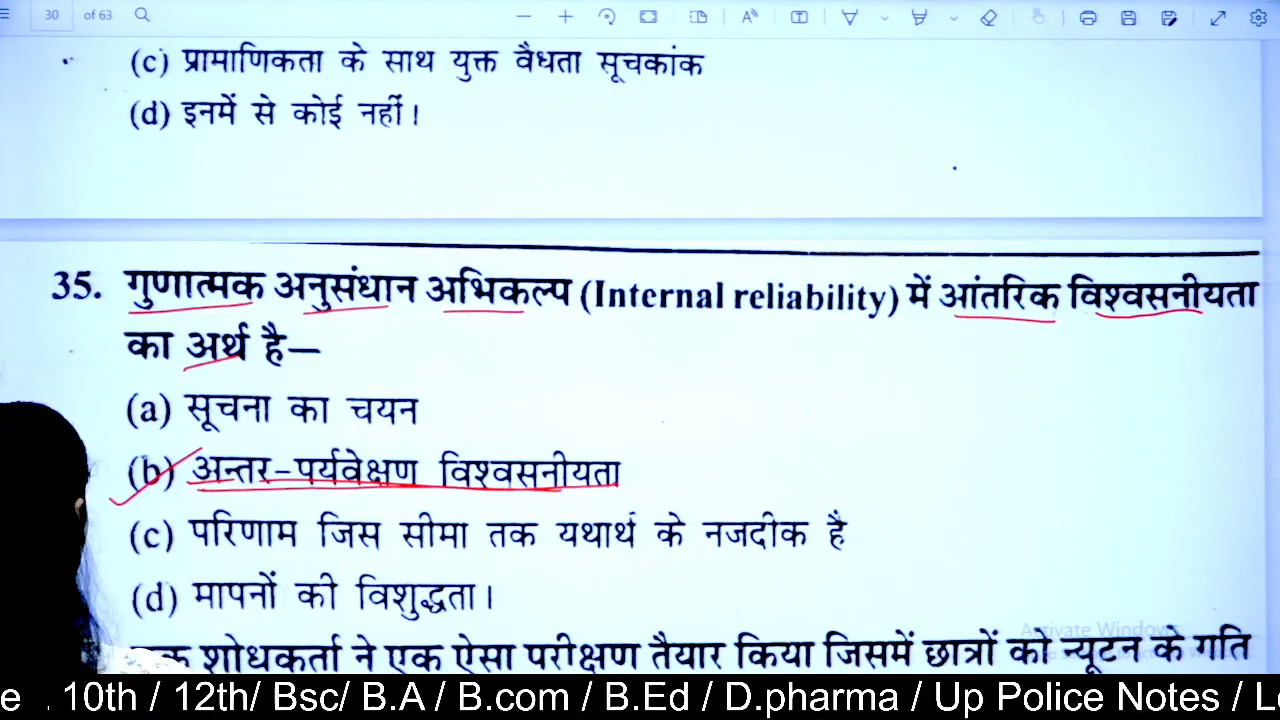 30 of 63
(c) प्रामाणिकता के साथ युक्त वैधता सूचकांक
(d) इनमें से कोई नहीं।
35. गुणात्मक अनुसंधान अभिकल्प (Internal reliability) में आंतरिक विश्वसनीयता
का अर्थ है—
(a) सूचना का चयन
(b) अन्तर-पर्यवेक्षण विश्वसनीयता
(c) परिणाम जिस सीमा तक यथार्थ के नजदीक है
(d) मापनों की विशुद्धता।
Activate Windows
शोधकर्ता ने एक ऐसा परीक्षण तैयार किया जिसमें छात्रों को न्यूटन के गति
e . 10th / 12th/ Bsc/ B.A / B.com / B.Ed / D.pharma / Up Police Notes / L